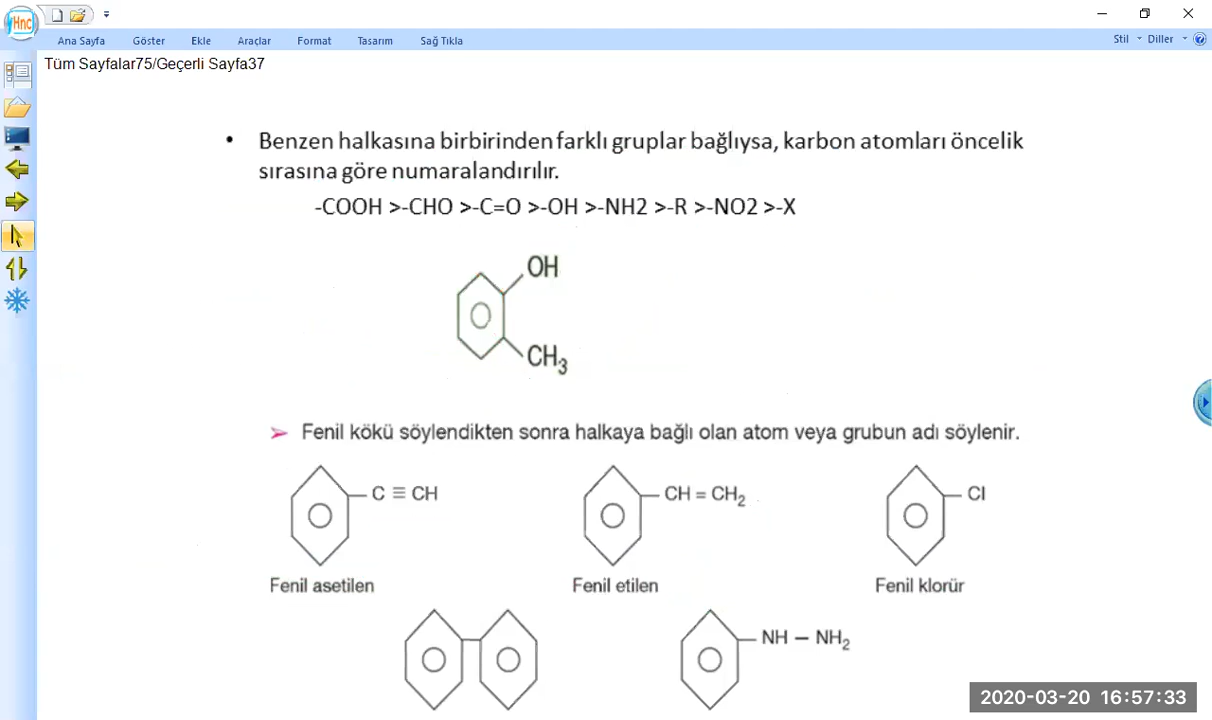 Hnc
Ana Sayfa Göster Ekle Araçlar Format Tasarım Sağ Tıkla Stil Diller
Tüm Sayfalar75/Geçerli Sayfa37
• Benzen halkasına birbirinden farklı gruplar bağlıysa, karbon atomları öncelik
sırasına göre numaralandırılır.
-COOH >-CHO >-C=O >-OH >-NH2 >-R >-NO2 >-X
OH
CH₃
➢ Fenil kökü söylendikten sonra halkaya bağlı olan atom veya grubun adı söylenir.
C ≡ CH CH = CH₂ Cl
Fenil asetilen Fenil etilen Fenil klorür
NH – NH₂
2020-03-20 16:57:33